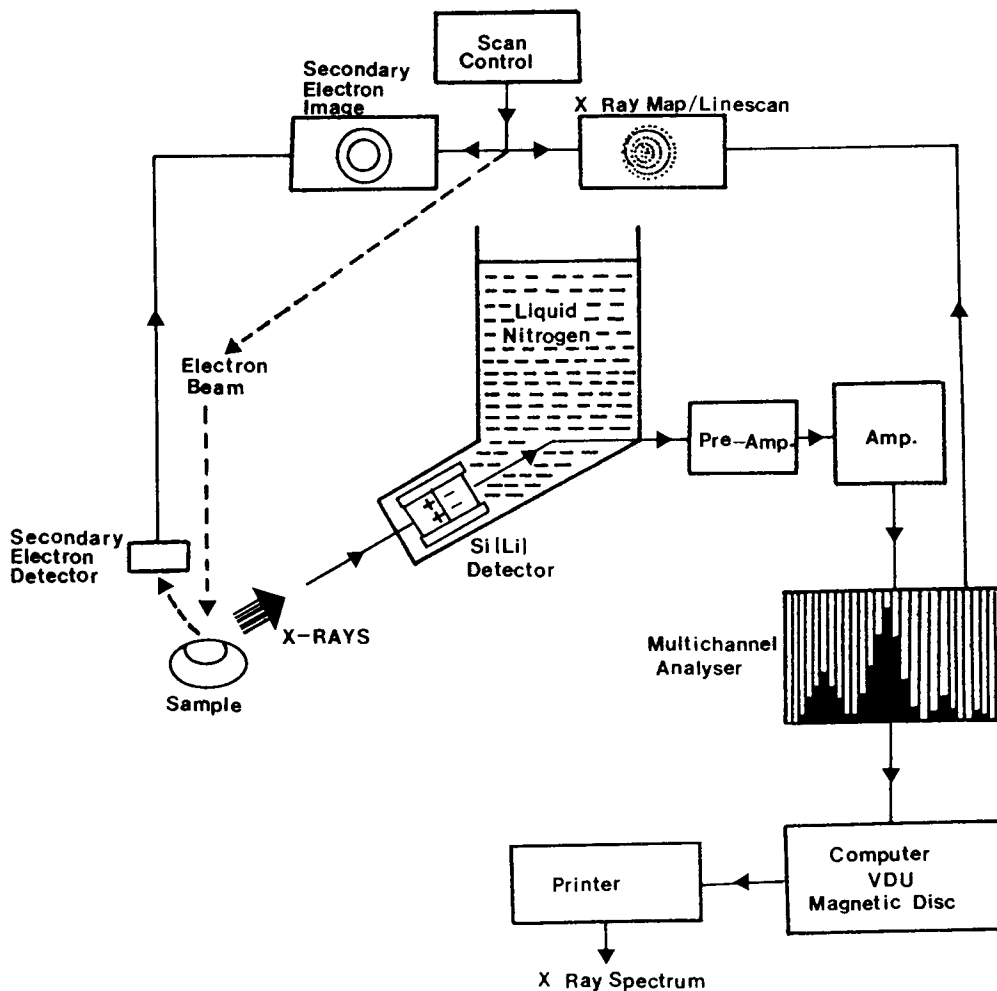 Scan
Control
Secondary
Electron
Image
X Ray Map/Linescan
Liquid
Nitrogen
Electron
Beam
Pre-Amp.
Amp.
+ -
+ -
Si(Li)
Detector
Secondary
Electron
Detector
X-RAYS
Sample
Multichannel
Analyser
Computer
VDU
Magnetic Disc
Printer
X Ray Spectrum